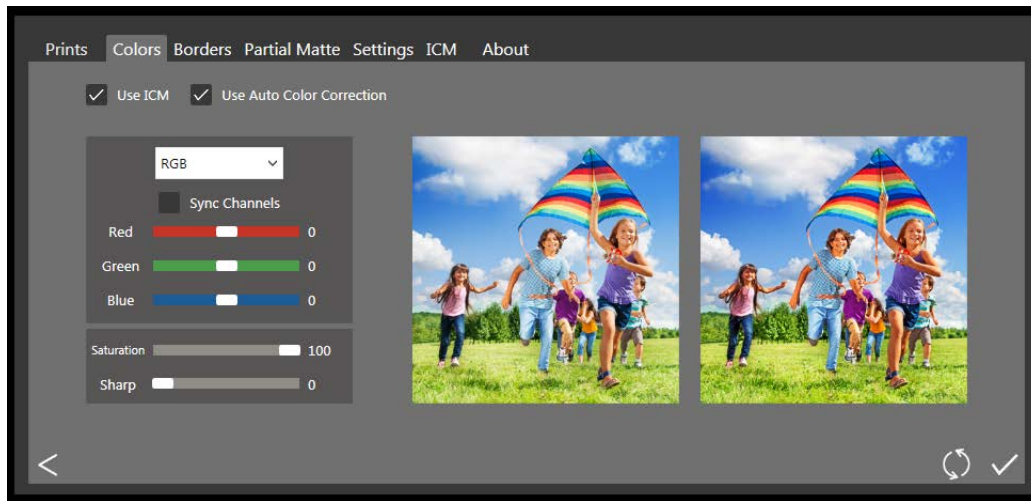 Prints Colors Borders Partial Matte Settings ICM About
Use ICM Use Auto Color Correction
RGB
Sync Channels
Red 0
Green 0
Blue 0
Saturation 100
Sharp 0